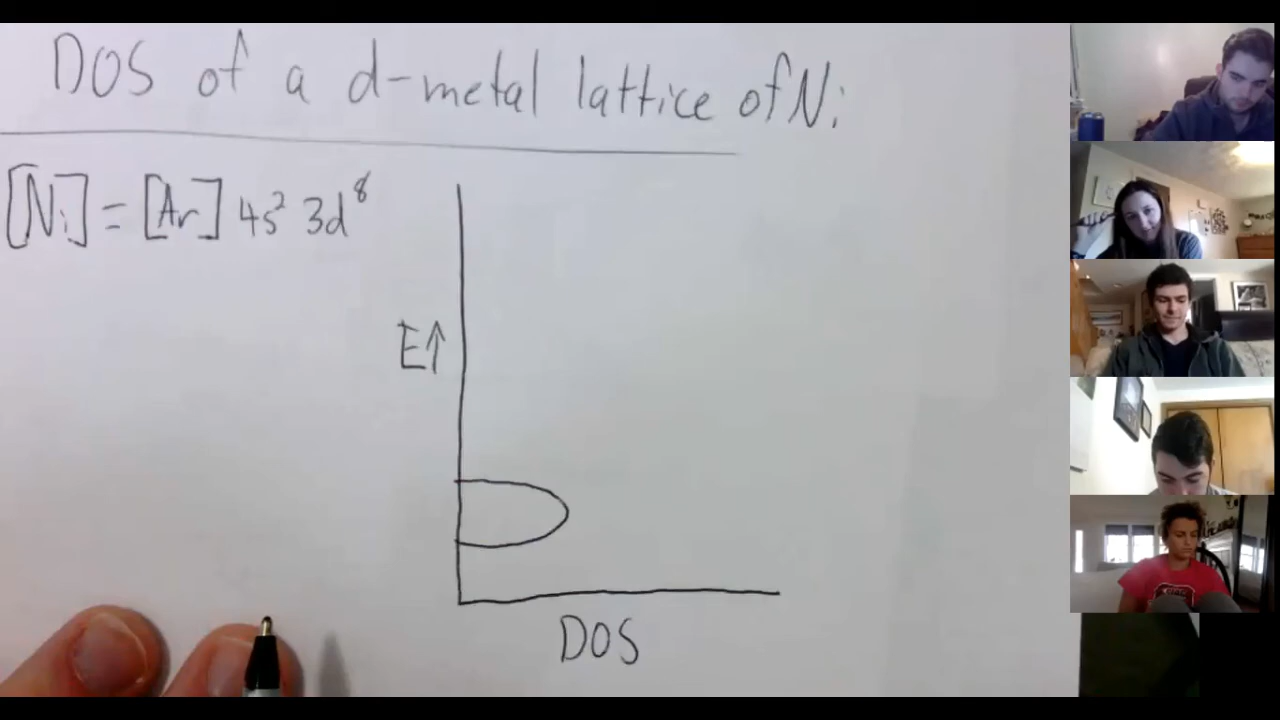 DOS of a d-metal lattice of Ni
[Ni] = [Ar] 4s² 3d⁸
E↑
DOS